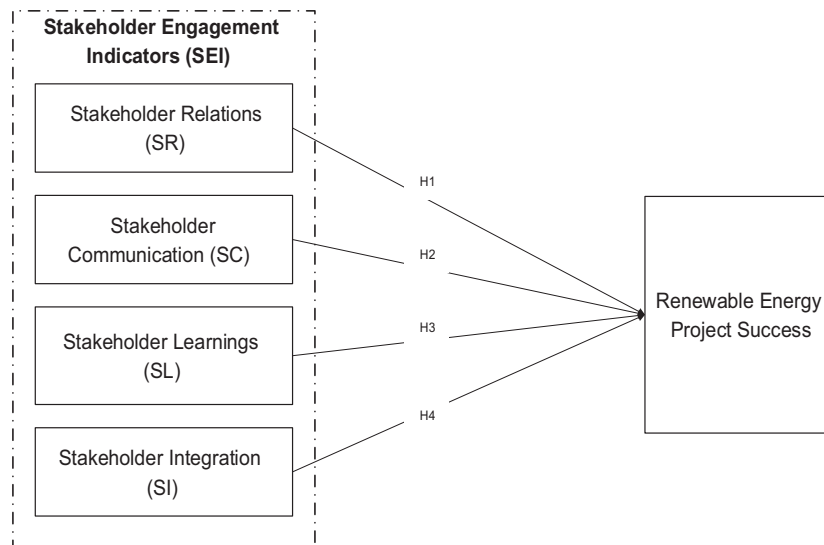 Stakeholder Engagement
Indicators (SEI)
Stakeholder Relations
(SR)
Stakeholder
Communication (SC)
Stakeholder Learnings
(SL)
Stakeholder Integration
(SI)
H1
H2
H3
H4
Renewable Energy
Project Success